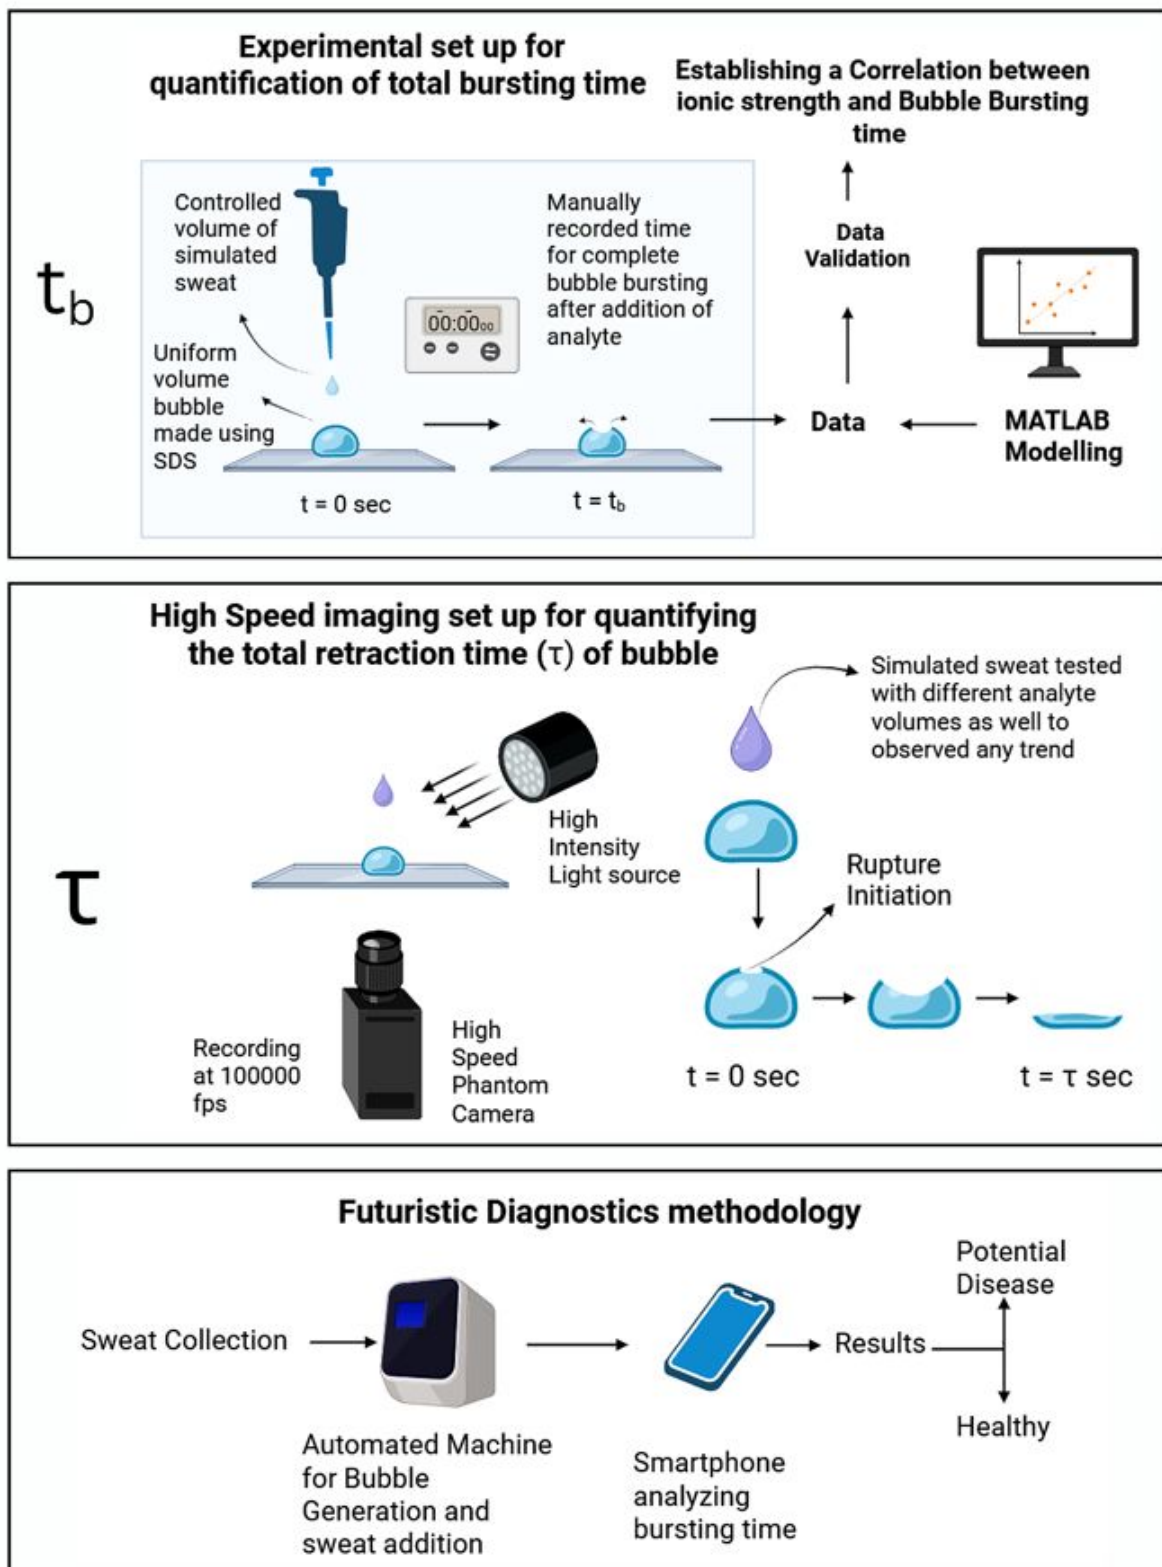 Experimental set up for
quantification of total bursting time
Establishing a Correlation between
ionic strength and Bubble Bursting
time
tb
Controlled
volume of
simulated
sweat
Uniform
volume
bubble
made using
SDS
00:0000
Manually
recorded time
for complete
bubble bursting
after addition of
analyte
t = 0 sec
t = tb
Data
Validation
Data
MATLAB
Modelling
High Speed imaging set up for quantifying
the total retraction time (τ) of bubble
τ
High
Intensity
Light source
Recording
at 100000
fps
High
Speed
Phantom
Camera
Simulated sweat tested
with different analyte
volumes as well to
observed any trend
Rupture
Initiation
t = 0 sec
t = τ sec
Futuristic Diagnostics methodology
Sweat Collection
Automated Machine
for Bubble
Generation and
sweat addition
Smartphone
analyzing
bursting time
Results
Potential
Disease
Healthy